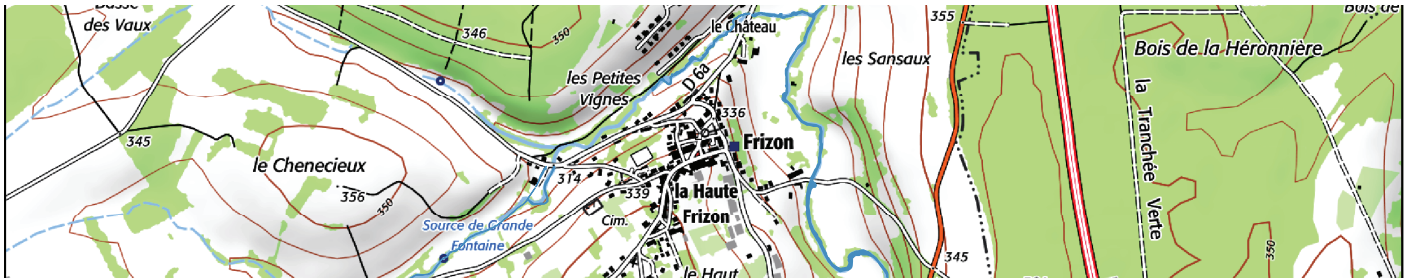 Basse
des Vaux
346
350
le Château
355
Bois de
Bois de la Héronnière
les Sansaux
les Petites
Vignes
D 6a
336
la Tranchée Verte
345
Frizon
le Chenecieux
314
339
la Haute
Frizon
356
350
Cim.
Source de Grande
Fontaine
345
350
le Haut